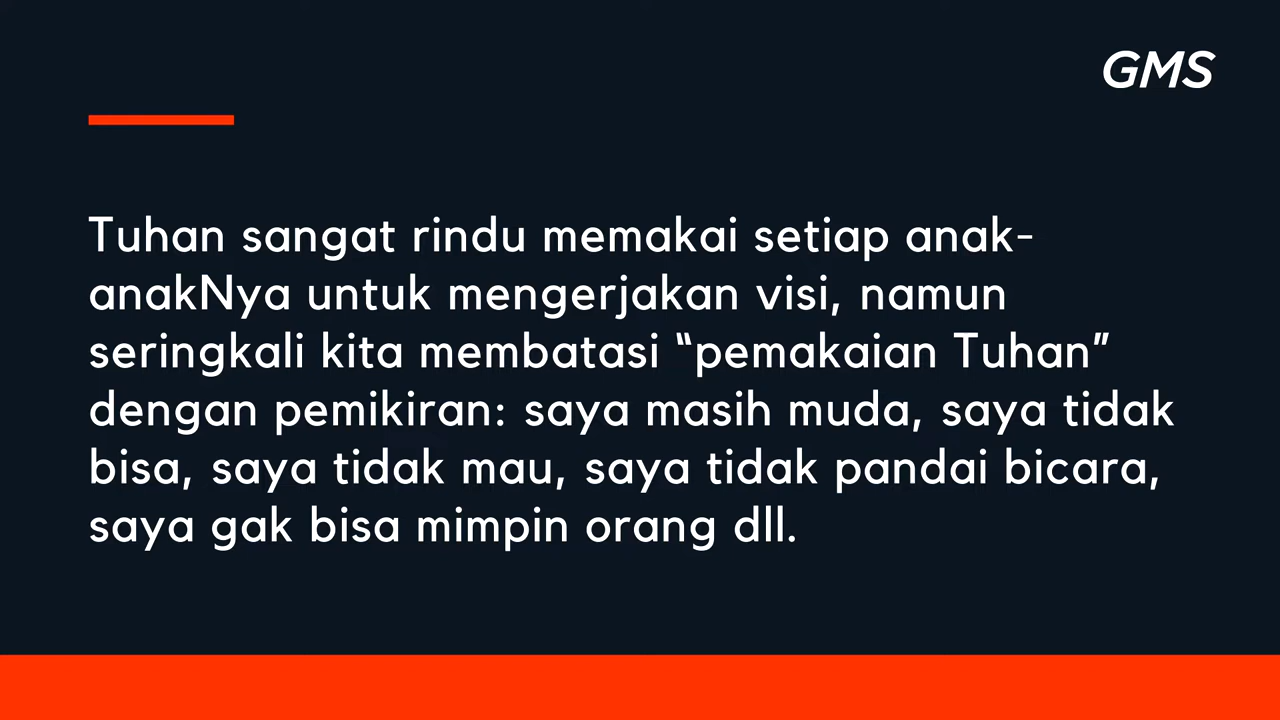 GMS
Tuhan sangat rindu memakai setiap anak-
anakNya untuk mengerjakan visi, namun
seringkali kita membatasi “pemakaian Tuhan”
dengan pemikiran: saya masih muda, saya tidak
bisa, saya tidak mau, saya tidak pandai bicara,
saya gak bisa mimpin orang dll.